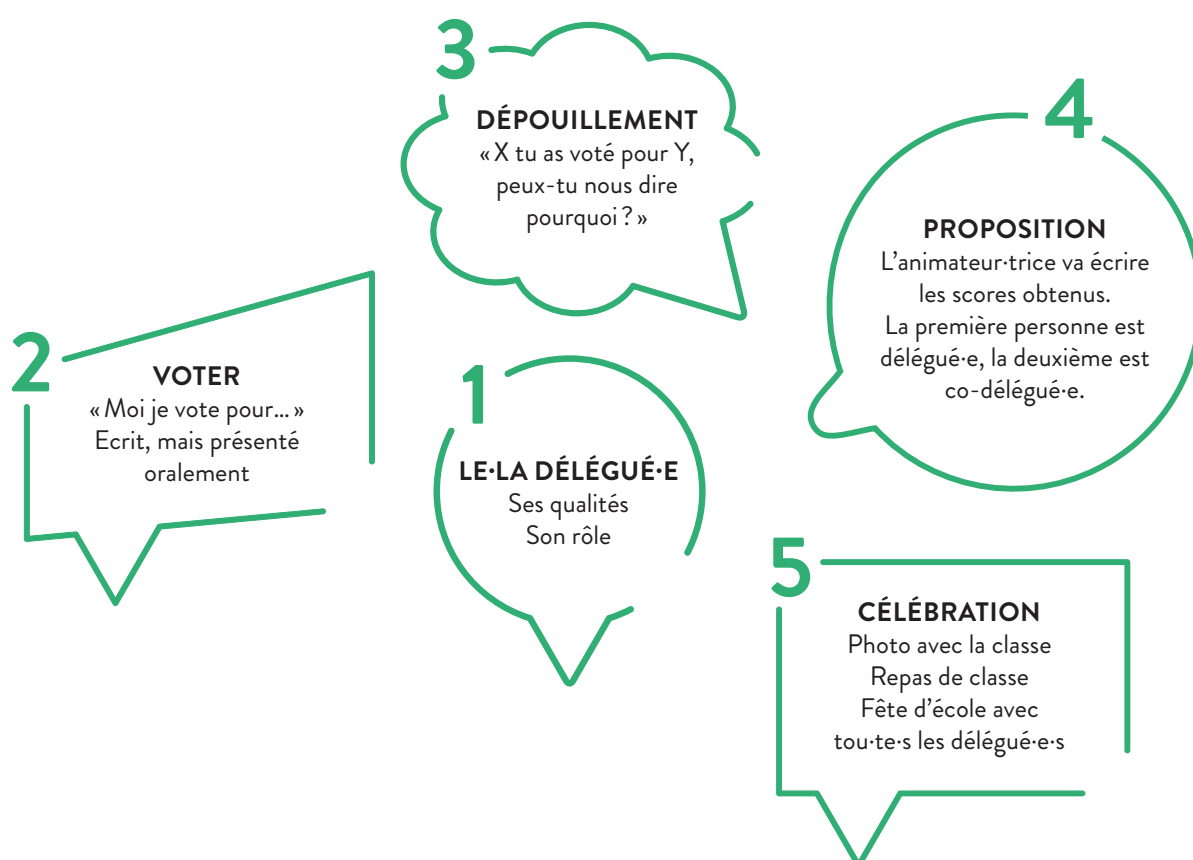 1
LE·LA DÉLÉGUÉ·E
Ses qualités
Son rôle
2
VOTER
« Moi je vote pour… »
Ecrit, mais présenté
oralement
3
DÉPOUILLEMENT
« X tu as voté pour Y,
peux-tu nous dire
pourquoi ? »
4
PROPOSITION
L’animateur·trice va écrire
les scores obtenus.
La première personne est
délégué·e, la deuxième est
co-délégué·e.
5
CÉLÉBRATION
Photo avec la classe
Repas de classe
Fête d’école avec
tou·te·s les délégué·e·s